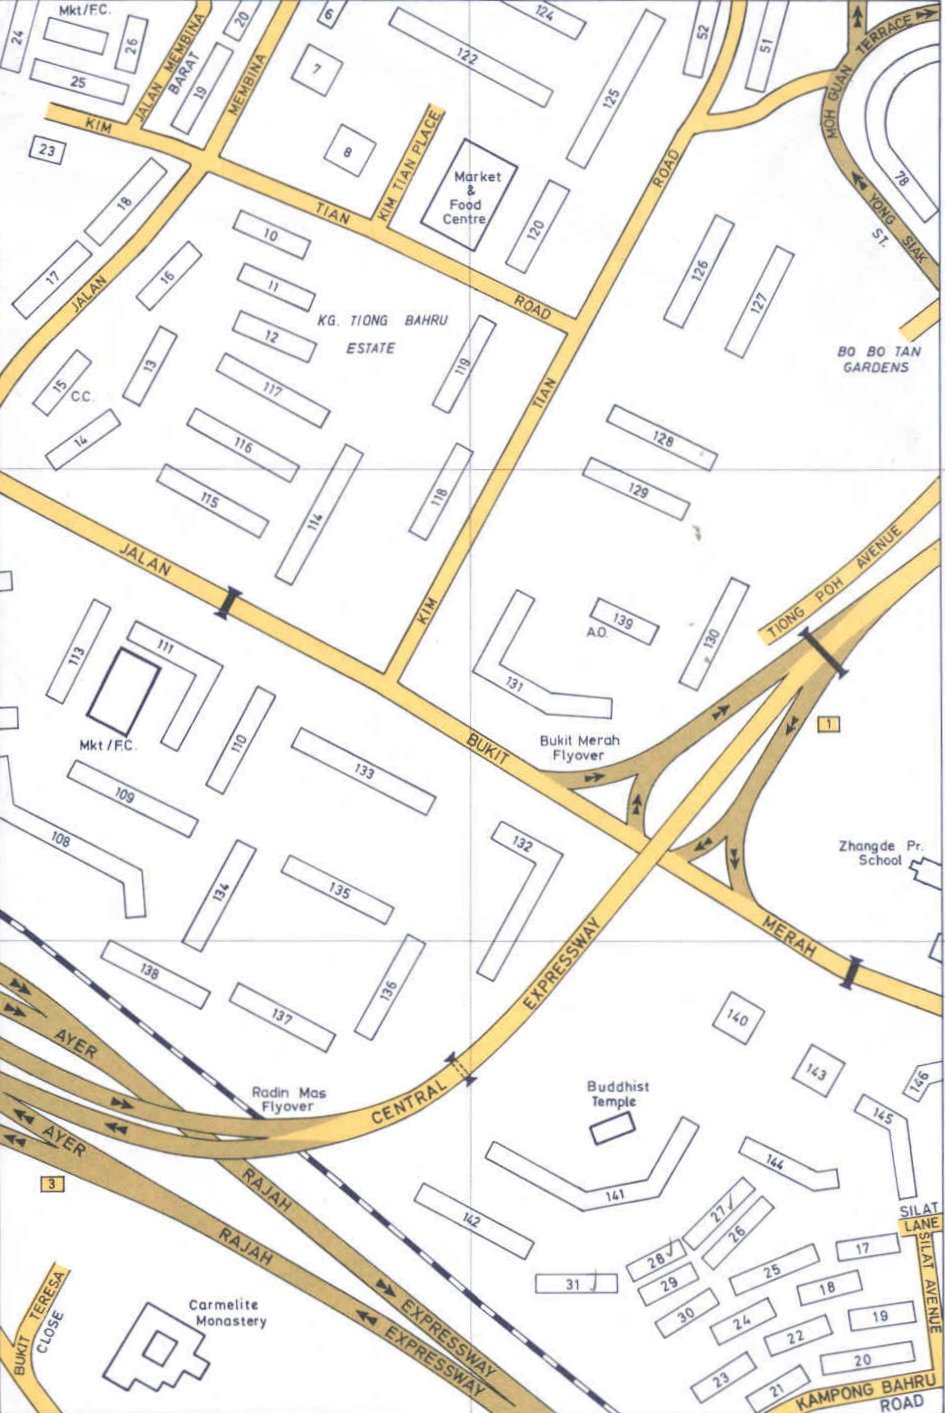 Mkt/F.C.
24
26
25
JALAN MEMBINA
BARAT
20
19
MEMBINA
6
7
8
124
122
125
52
51
MOH GUAN TERRACE
78
YONG SIAK
ST.
KIM
23
18
17
16
JALAN
TIAN
KIM TIAN PLACE
Market
&
Food
Centre
120
ROAD
ROAD
126
127
10
11
12
13
15
C.C.
14
117
116
115
114
KG. TIONG BAHRU
ESTATE
119
118
TIAN
KIM
BO BO TAN
GARDENS
128
129
JALAN
113
111
Mkt/F.C.
110
109
108
133
BUKIT
131
139
A.O.
130
TIONG POH AVENUE
Bukit Merah
Flyover
1
Zhangde Pr.
School
132
134
135
136
138
137
EXPRESSWAY
MERAH
140
143
146
145
AYER
Radin Mas
Flyover
CENTRAL
Buddhist
Temple
141
142
144
AYER
3
RAJAH
RAJAH
EXPRESSWAY
EXPRESSWAY
BUKIT TERESA
CLOSE
Carmelite
Monastery
27
26
28
29
30
31
25
17
18
24
22
19
20
23
21
SILAT
LANE
SILAT AVENUE
KAMPONG BAHRU
ROAD